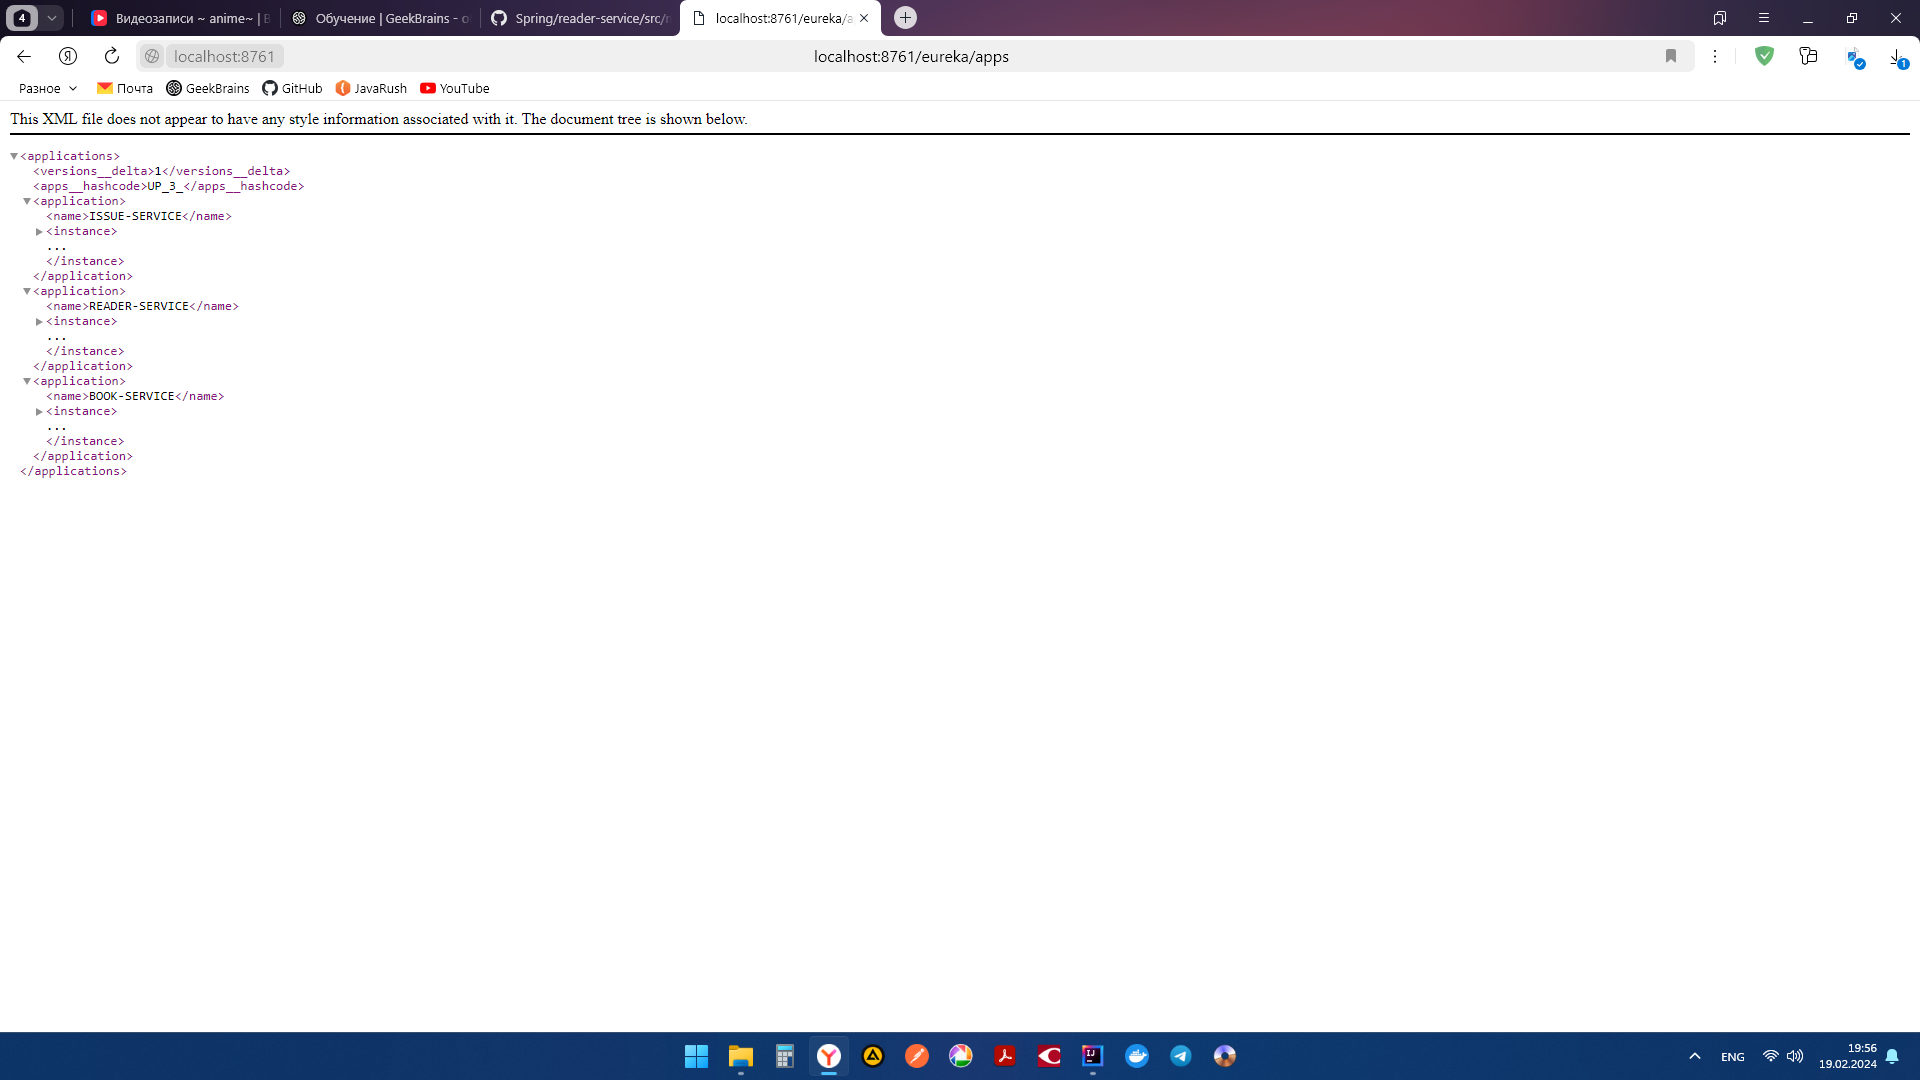 4
Видеозаписи ~ anime~ | В
Обучение | GeekBrains - о
Spring/reader-service/src/
localhost:8761/eureka/a
localhost:8761
localhost:8761/eureka/apps
1
Разное
Почта
GeekBrains
GitHub
JavaRush
YouTube
This XML file does not appear to have any style information associated with it. The document tree is shown below.
▼<applications>
<versions__delta>1</versions__delta>
<apps__hashcode>UP_3_</apps__hashcode>
▼<application>
<name>ISSUE-SERVICE</name>
▶<instance>
...
</instance>
</application>
▼<application>
<name>READER-SERVICE</name>
▶<instance>
...
</instance>
</application>
▼<application>
<name>BOOK-SERVICE</name>
▶<instance>
...
</instance>
</application>
</applications>
ENG
19:56
19.02.2024